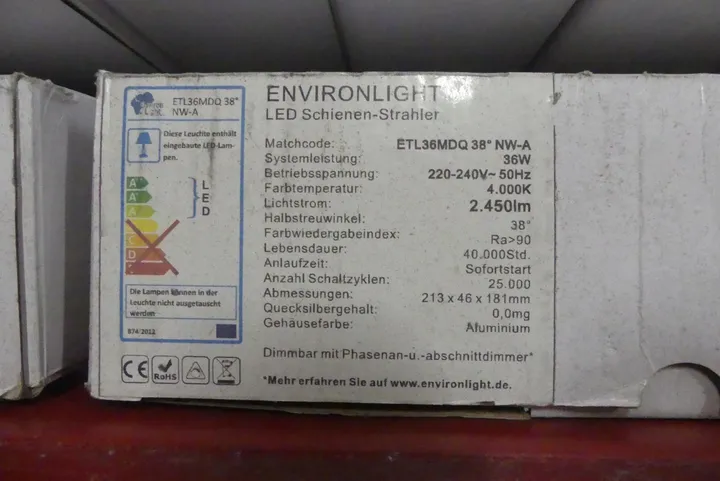 ETL36MDQ 38°
NW-A
Diese Leuchte enthält
eingebaute LED-Lam-
pen.
A++
A+
A
B
C
D
E
L
E
D
Die Lampen können in der
Leuchte nicht ausgetauscht
werden
874/2012
CE
RoHS
ENVIRONLIGHT
LED Schienen-Strahler
Matchcode: ETL36MDQ 38° NW-A
Systemleistung: 36W
Betriebsspannung: 220-240V~ 50Hz
Farbtemperatur: 4.000K
Lichtstrom: 2.450lm
Halbstreuwinkel: 38°
Farbwiedergabeindex: Ra>90
Lebensdauer: 40.000Std.
Anlaufzeit: Sofortstart
Anzahl Schaltzyklen: 25.000
Abmessungen: 213 x 46 x 181mm
Quecksilbergehalt: 0,0mg
Gehäusefarbe: Aluminium
Dimmbar mit Phasenan-u.-abschnittdimmer*
*Mehr erfahren Sie auf www.environlight.de.